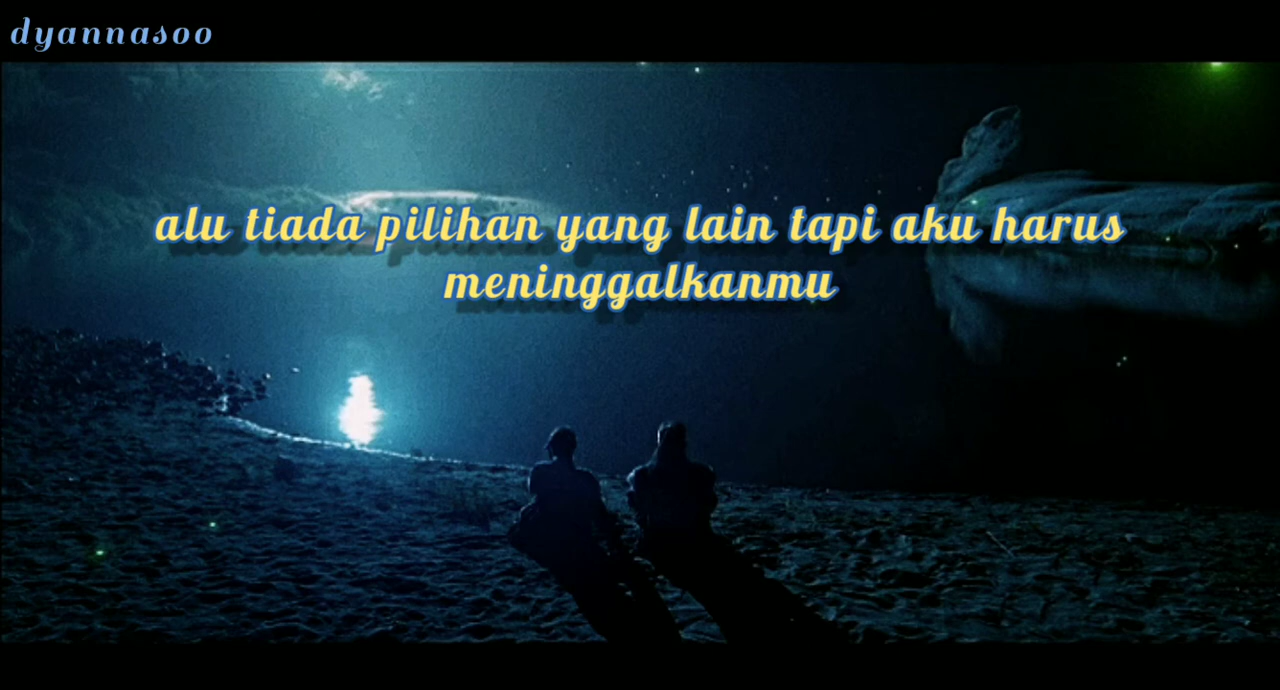 dyannasoo
alu tiada pilihan yang lain tapi aku harus
meninggalkanmu